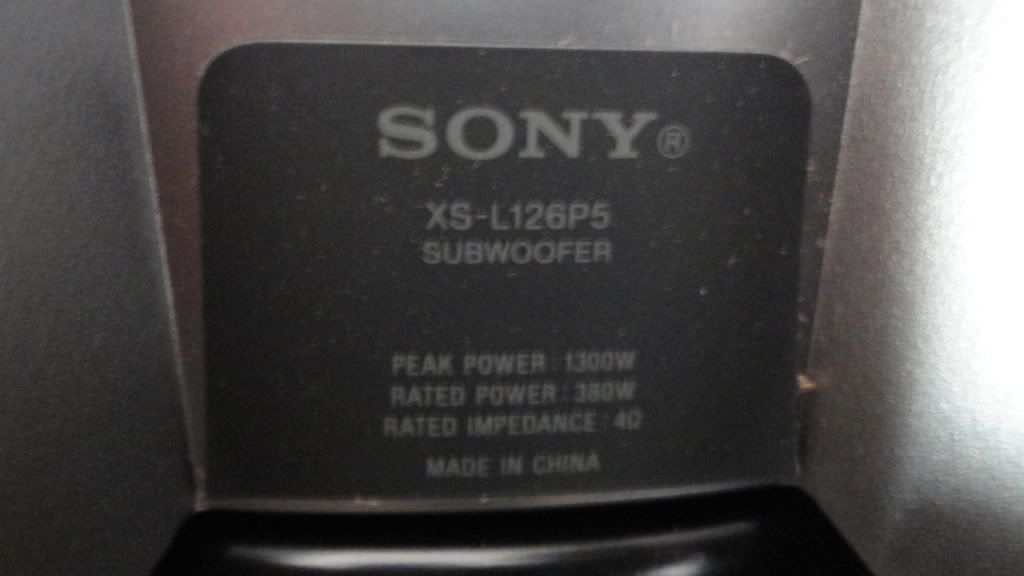 SONY®
XS-L126P5
SUBWOOFER
PEAK POWER : 1300W
RATED POWER : 380W
RATED IMPEDANCE : 4Ω
MADE IN CHINA